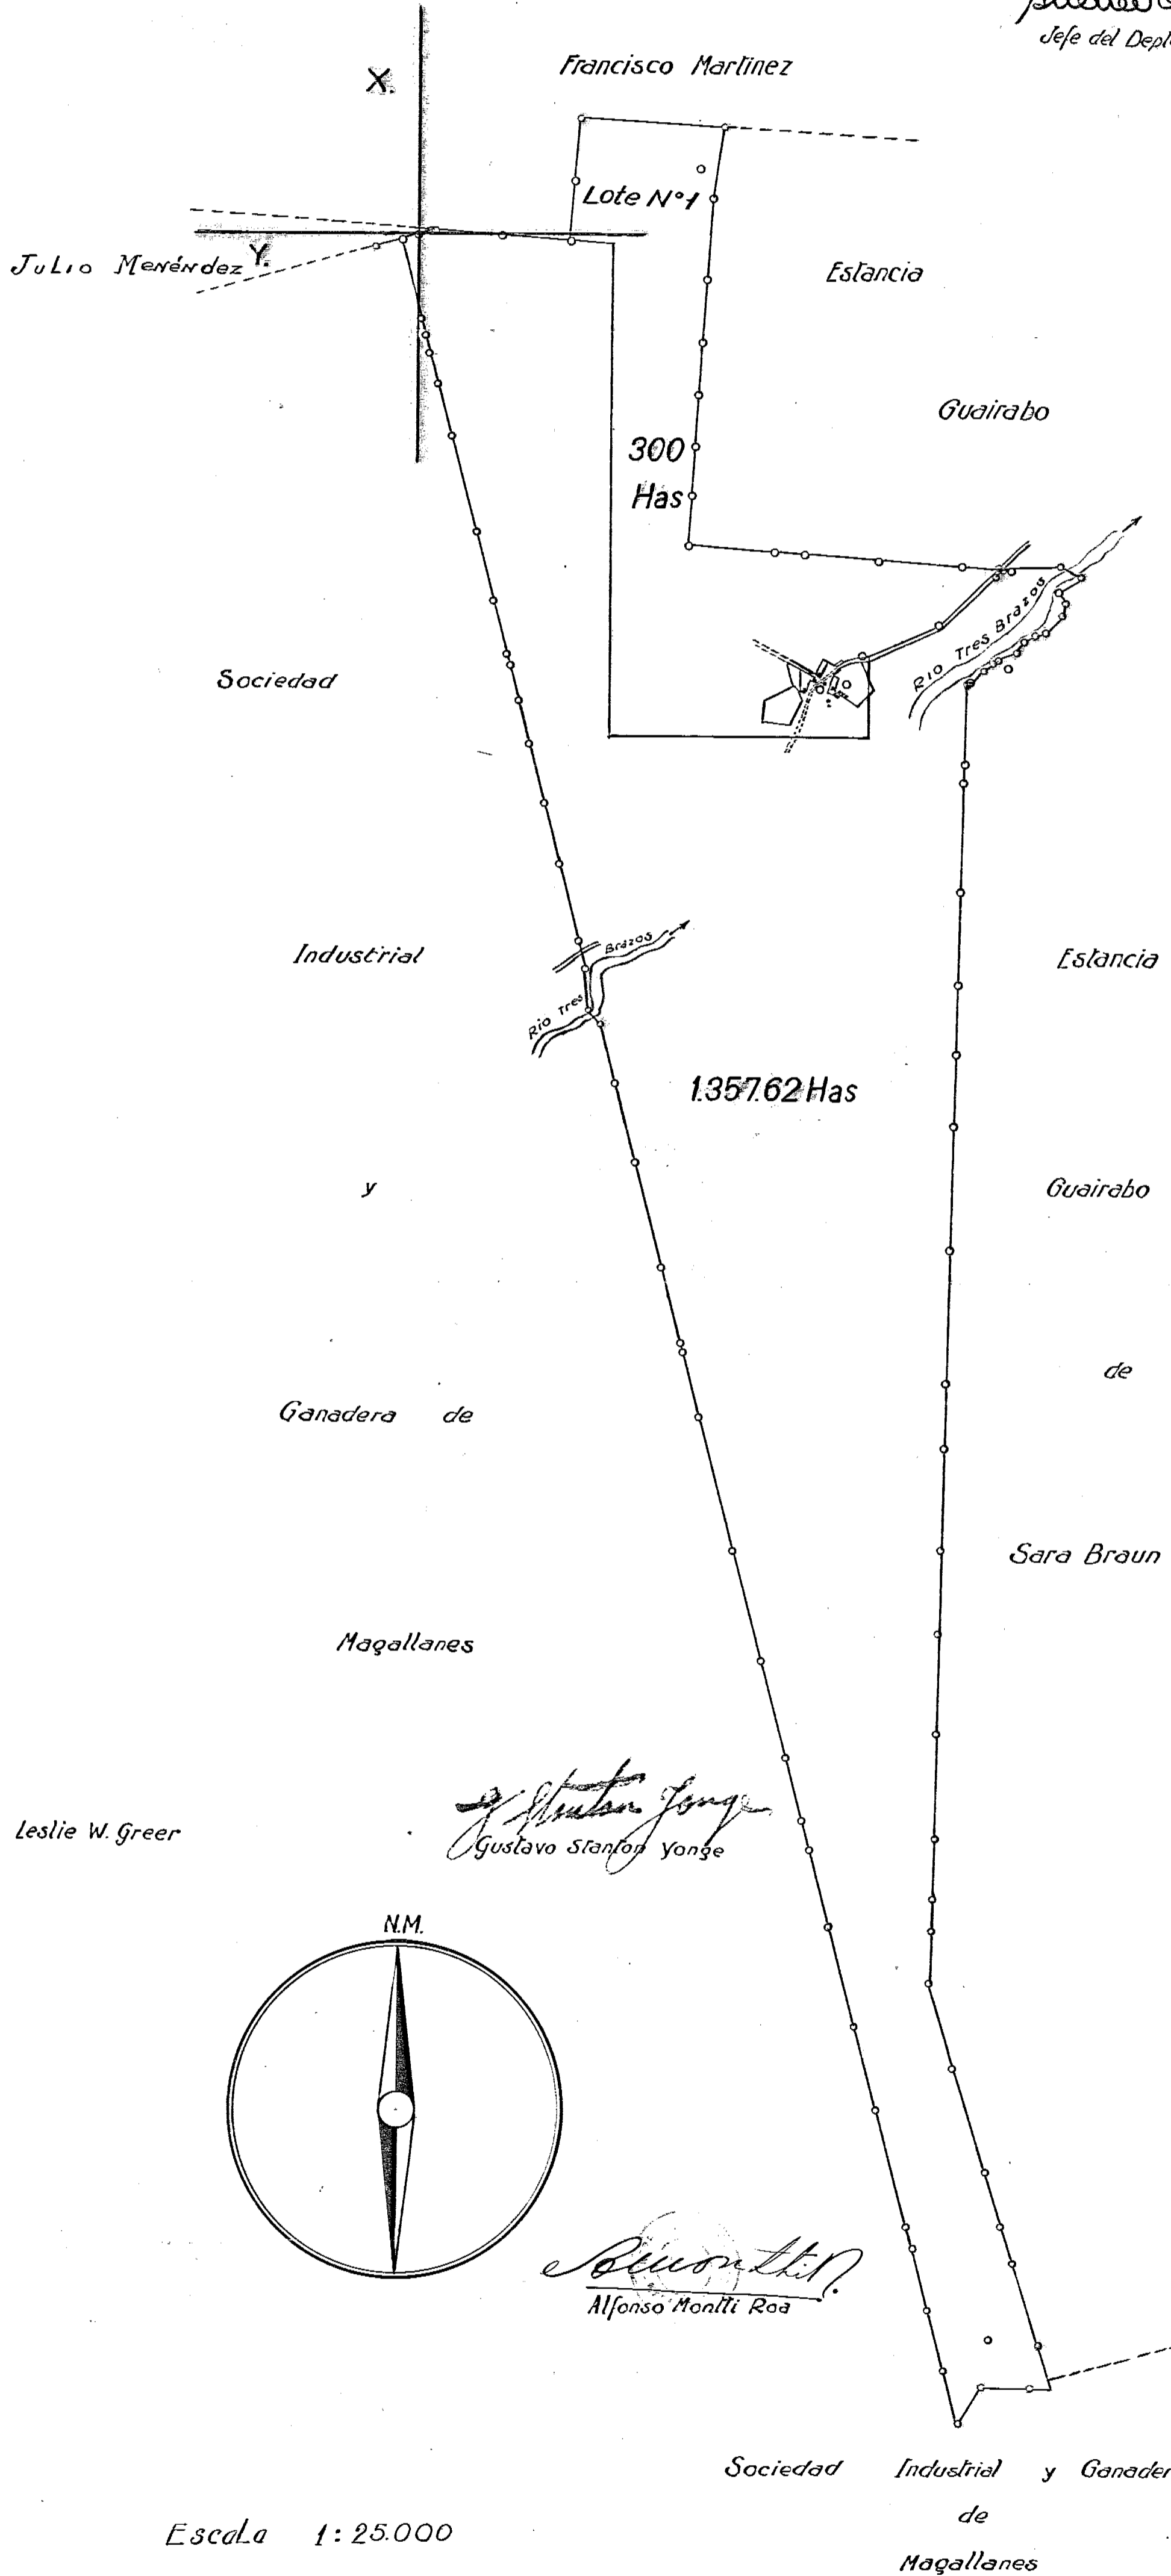 Jefe del Depto
Francisco Martinez
X.
Lote Nº1
Julio Menéndez
Y.
Estancia
Guairabo
300
Has
Rio Tres Brazos
Sociedad
Industrial
Brazos
Rio Tres
Estancia
1.357.62 Has
y
Guairabo
de
Ganadera de
Sara Braun
Magallanes
Leslie W. Greer
Gustavo Stanton Yonge
N.M.
Alfonso Montti Roa
Sociedad Industrial y Ganader
de
Magallanes
Escala 1:25.000